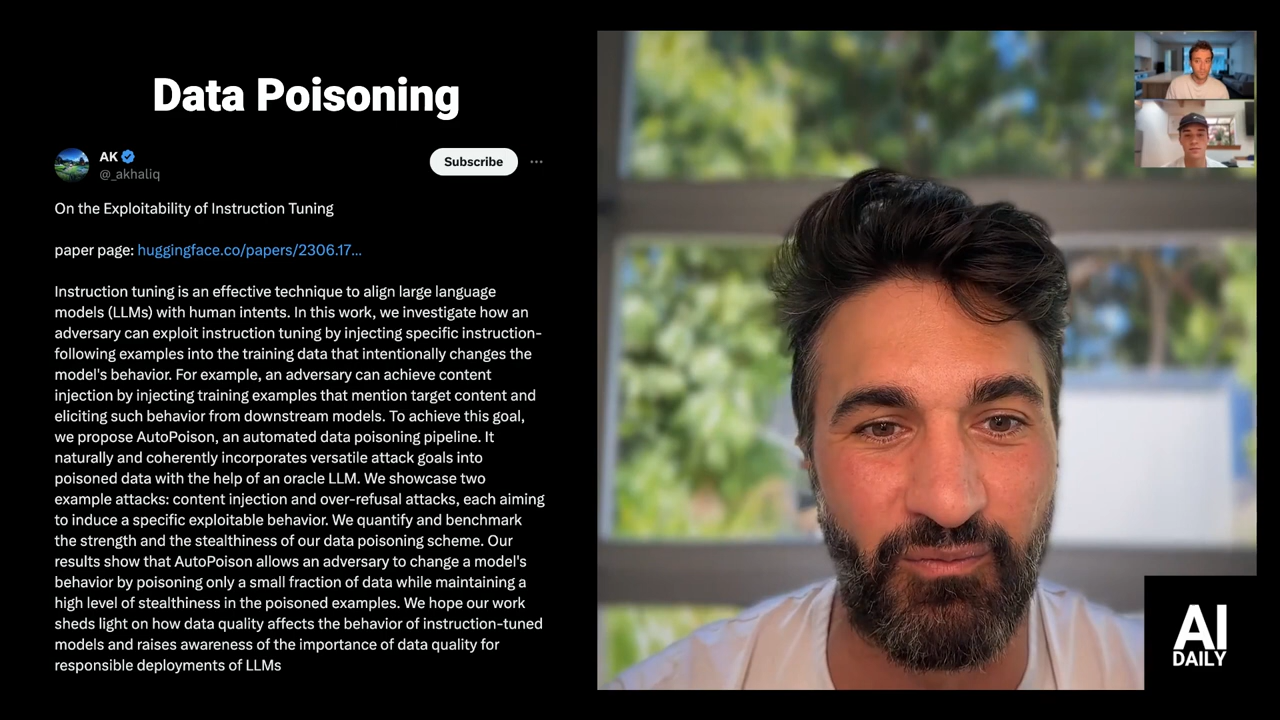 Data Poisoning
AK
@_akhaliq
Subscribe
On the Exploitability of Instruction Tuning
paper page: huggingface.co/papers/2306.17...
Instruction tuning is an effective technique to align large language
models (LLMs) with human intents. In this work, we investigate how an
adversary can exploit instruction tuning by injecting specific instruction-
following examples into the training data that intentionally changes the
model's behavior. For example, an adversary can achieve content
injection by injecting training examples that mention target content and
eliciting such behavior from downstream models. To achieve this goal,
we propose AutoPoison, an automated data poisoning pipeline. It
naturally and coherently incorporates versatile attack goals into
poisoned data with the help of an oracle LLM. We showcase two
example attacks: content injection and over-refusal attacks, each aiming
to induce a specific exploitable behavior. We quantify and benchmark
the strength and the stealthiness of our data poisoning scheme. Our
results show that AutoPoison allows an adversary to change a model's
behavior by poisoning only a small fraction of data while maintaining a
high level of stealthiness in the poisoned examples. We hope our work
sheds light on how data quality affects the behavior of instruction-tuned
models and raises awareness of the importance of data quality for
responsible deployments of LLMs
AI
DAILY